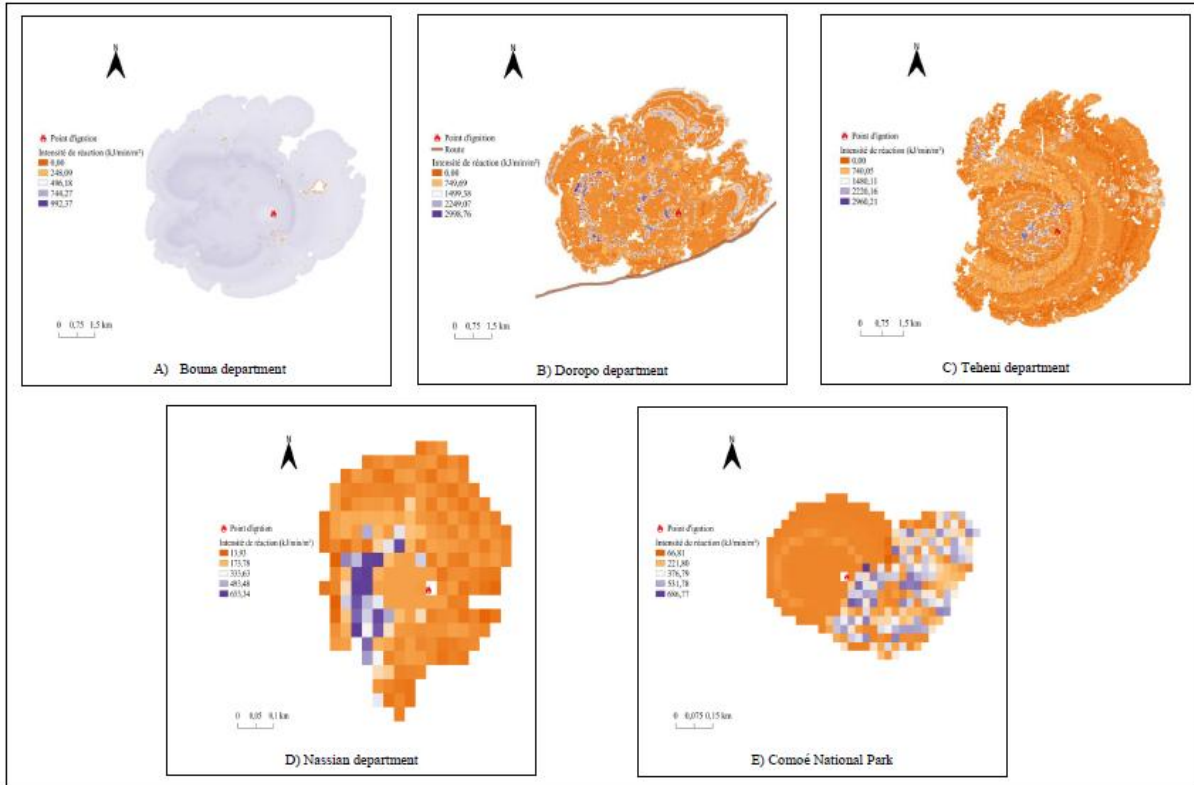 N
Point d'ignition
Intensité de réaction (kJ/min/m²)
0,00
248,09
496,18
744,27
992,37
0 0,75 1,5 km
A) Bouna department
N
Point d'ignition
Route
Intensité de réaction (kJ/min/m²)
0,00
749,69
1499,38
2249,07
2998,76
0 0,75 1,5 km
B) Doropo department
N
Point d'ignition
Intensité de réaction (kJ/min/m²)
0,00
740,05
1480,11
2220,16
2960,21
0 0,75 1,5 km
C) Teheni department
N
Point d'ignition
Intensité de réaction (kJ/min/m²)
13,93
173,78
333,63
493,48
653,34
0 0,05 0,1 km
D) Nassian department
N
Point d'ignition
Intensité de réaction (kJ/min/m²)
66,81
221,80
376,79
531,78
686,77
0 0,075 0,15 km
E) Comoé National Park